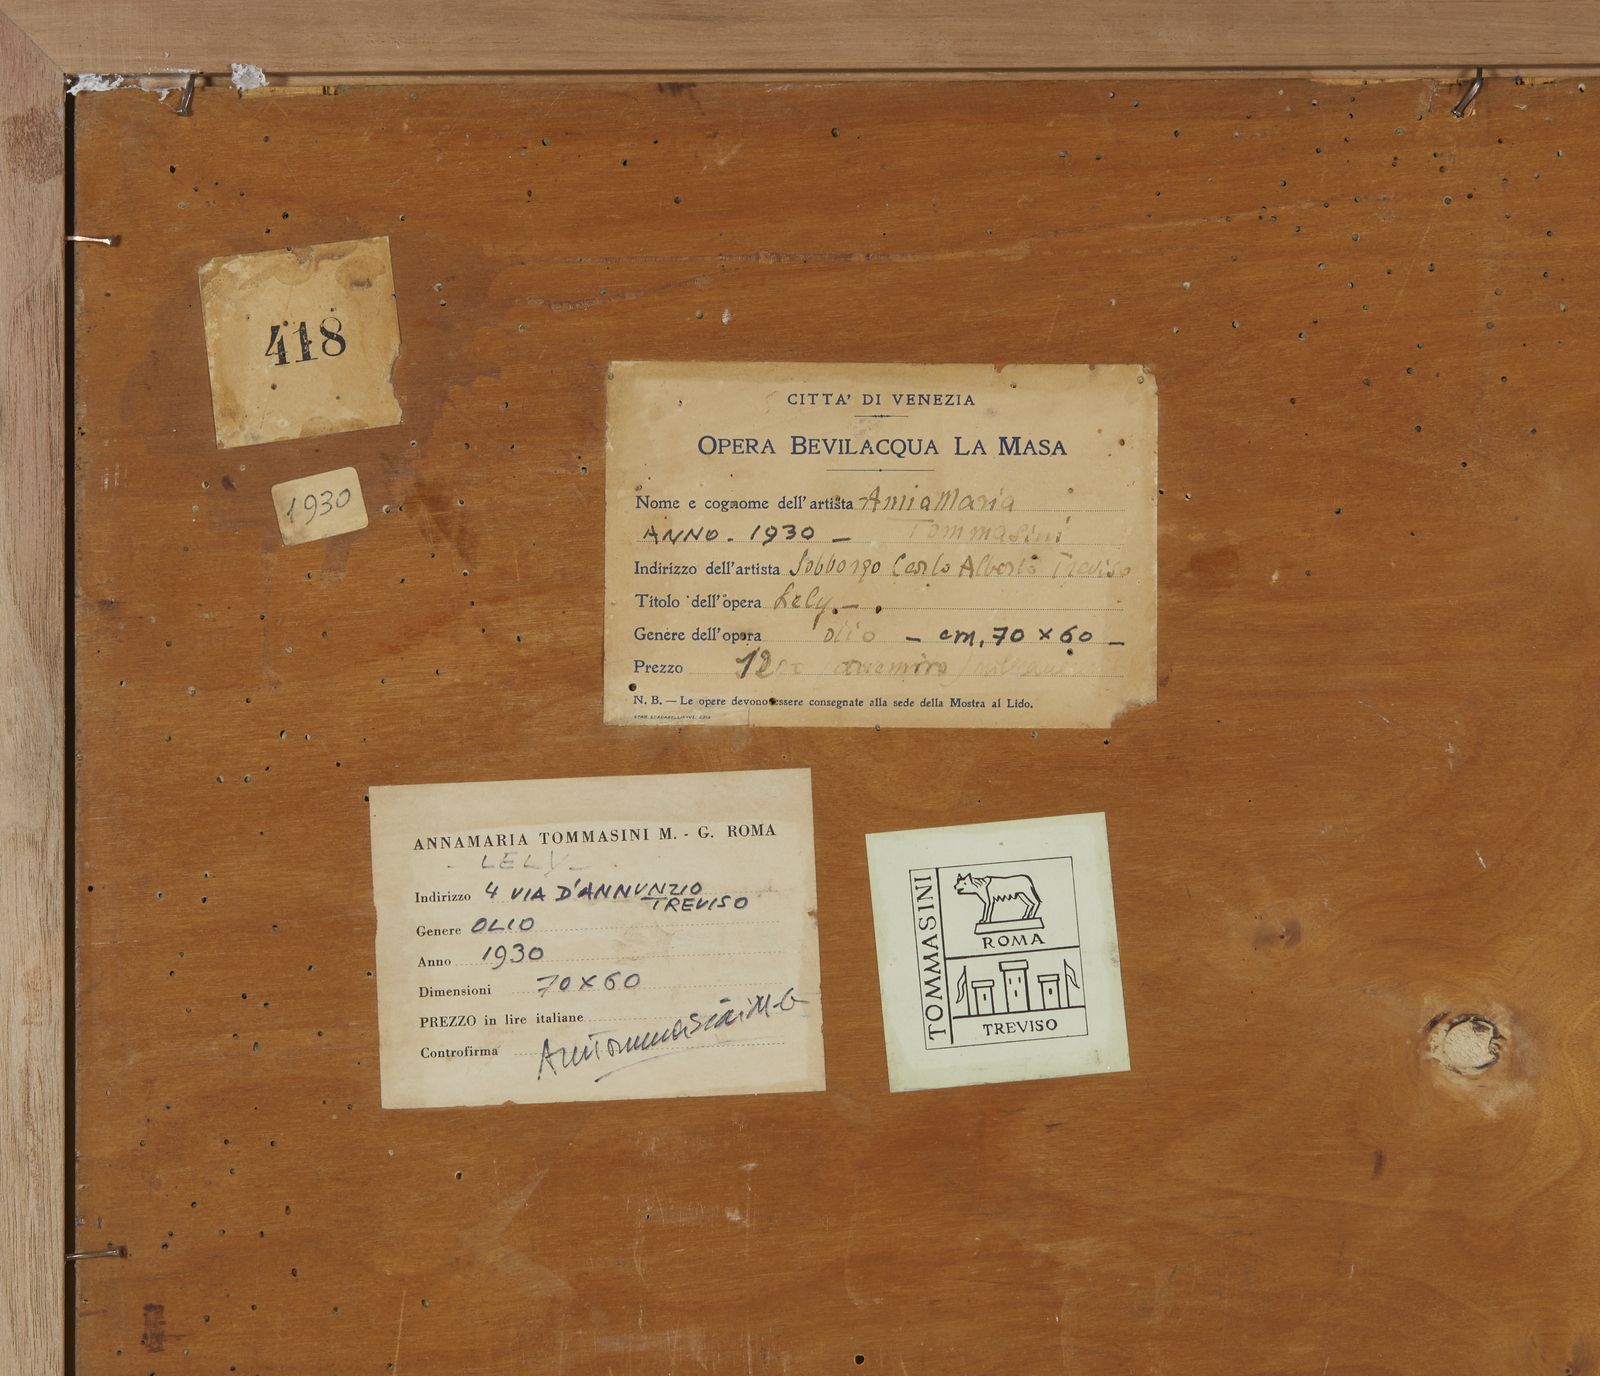 418
1930
CITTA' DI VENEZIA
OPERA BEVILACQUA LA MASA
Nome e cognome dell'artista AnnaMaria
ANNO. 1930 - Tommasini
Indirizzo dell'artista Sobborgo Carlo Alberto Treviso
Titolo dell'opera Lely. - .
Genere dell'opera olio - cm. 70 x 60 -
Prezzo
N. B. — Le opere devono essere consegnate alla sede della Mostra al Lido.
ANNAMARIA TOMMASINI M. - G. ROMA
- LELY -
Indirizzo 4 VIA D'ANNUNZIO
TREVISO
Genere OLIO
Anno 1930
Dimensioni 70 x 60
PREZZO in lire italiane
Controfirma AnnTommasini M-G
TOMMASINI
ROMA
TREVISO